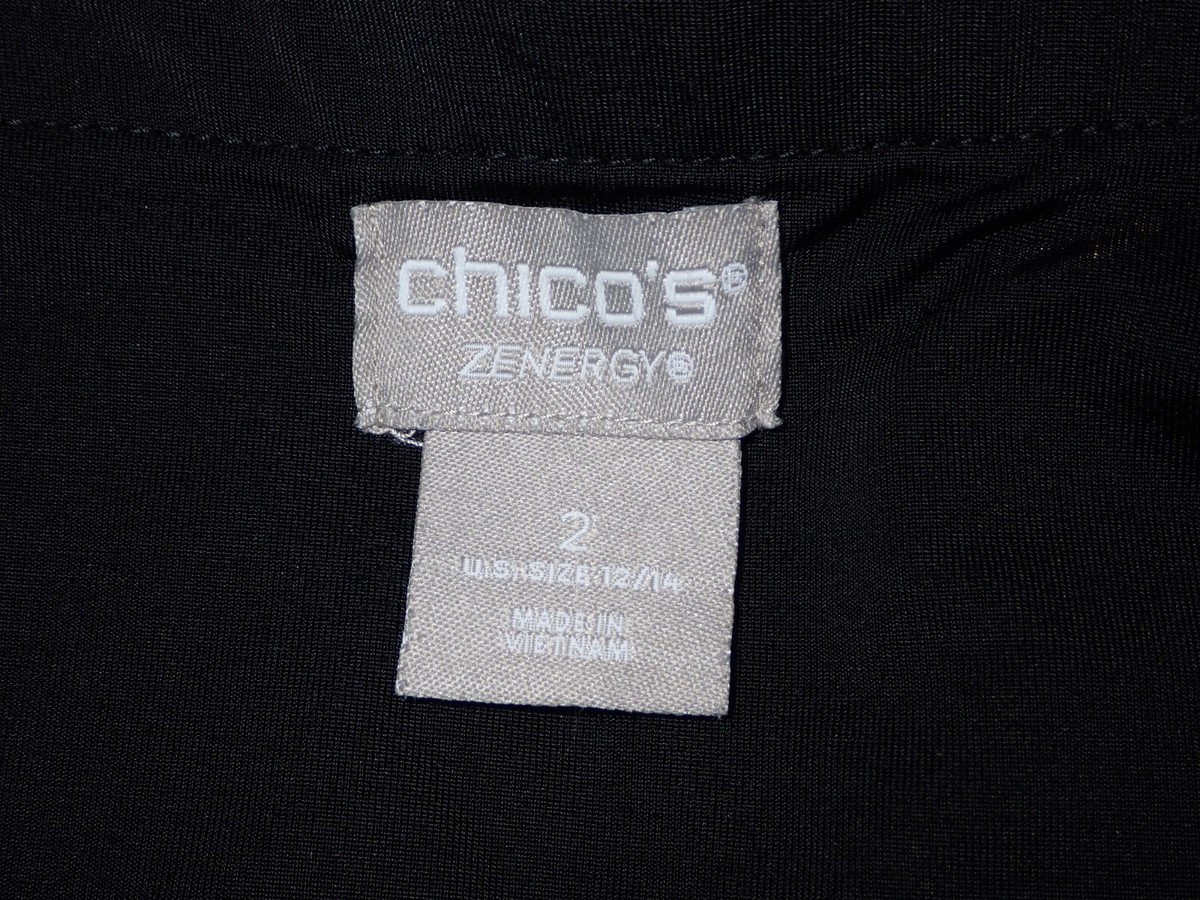 chico's®
ZENERGY®
2
U.S. SIZE 12/14
MADE IN
VIETNAM